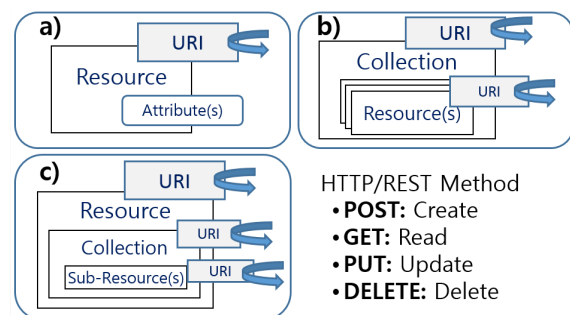 a)
URI
Resource
Attribute(s)
b)
URI
Collection
URI
Resource(s)
c)
URI
Resource
URI
Collection
URI
Sub-Resource(s)
HTTP/REST Method
• POST: Create
• GET: Read
• PUT: Update
• DELETE: Delete